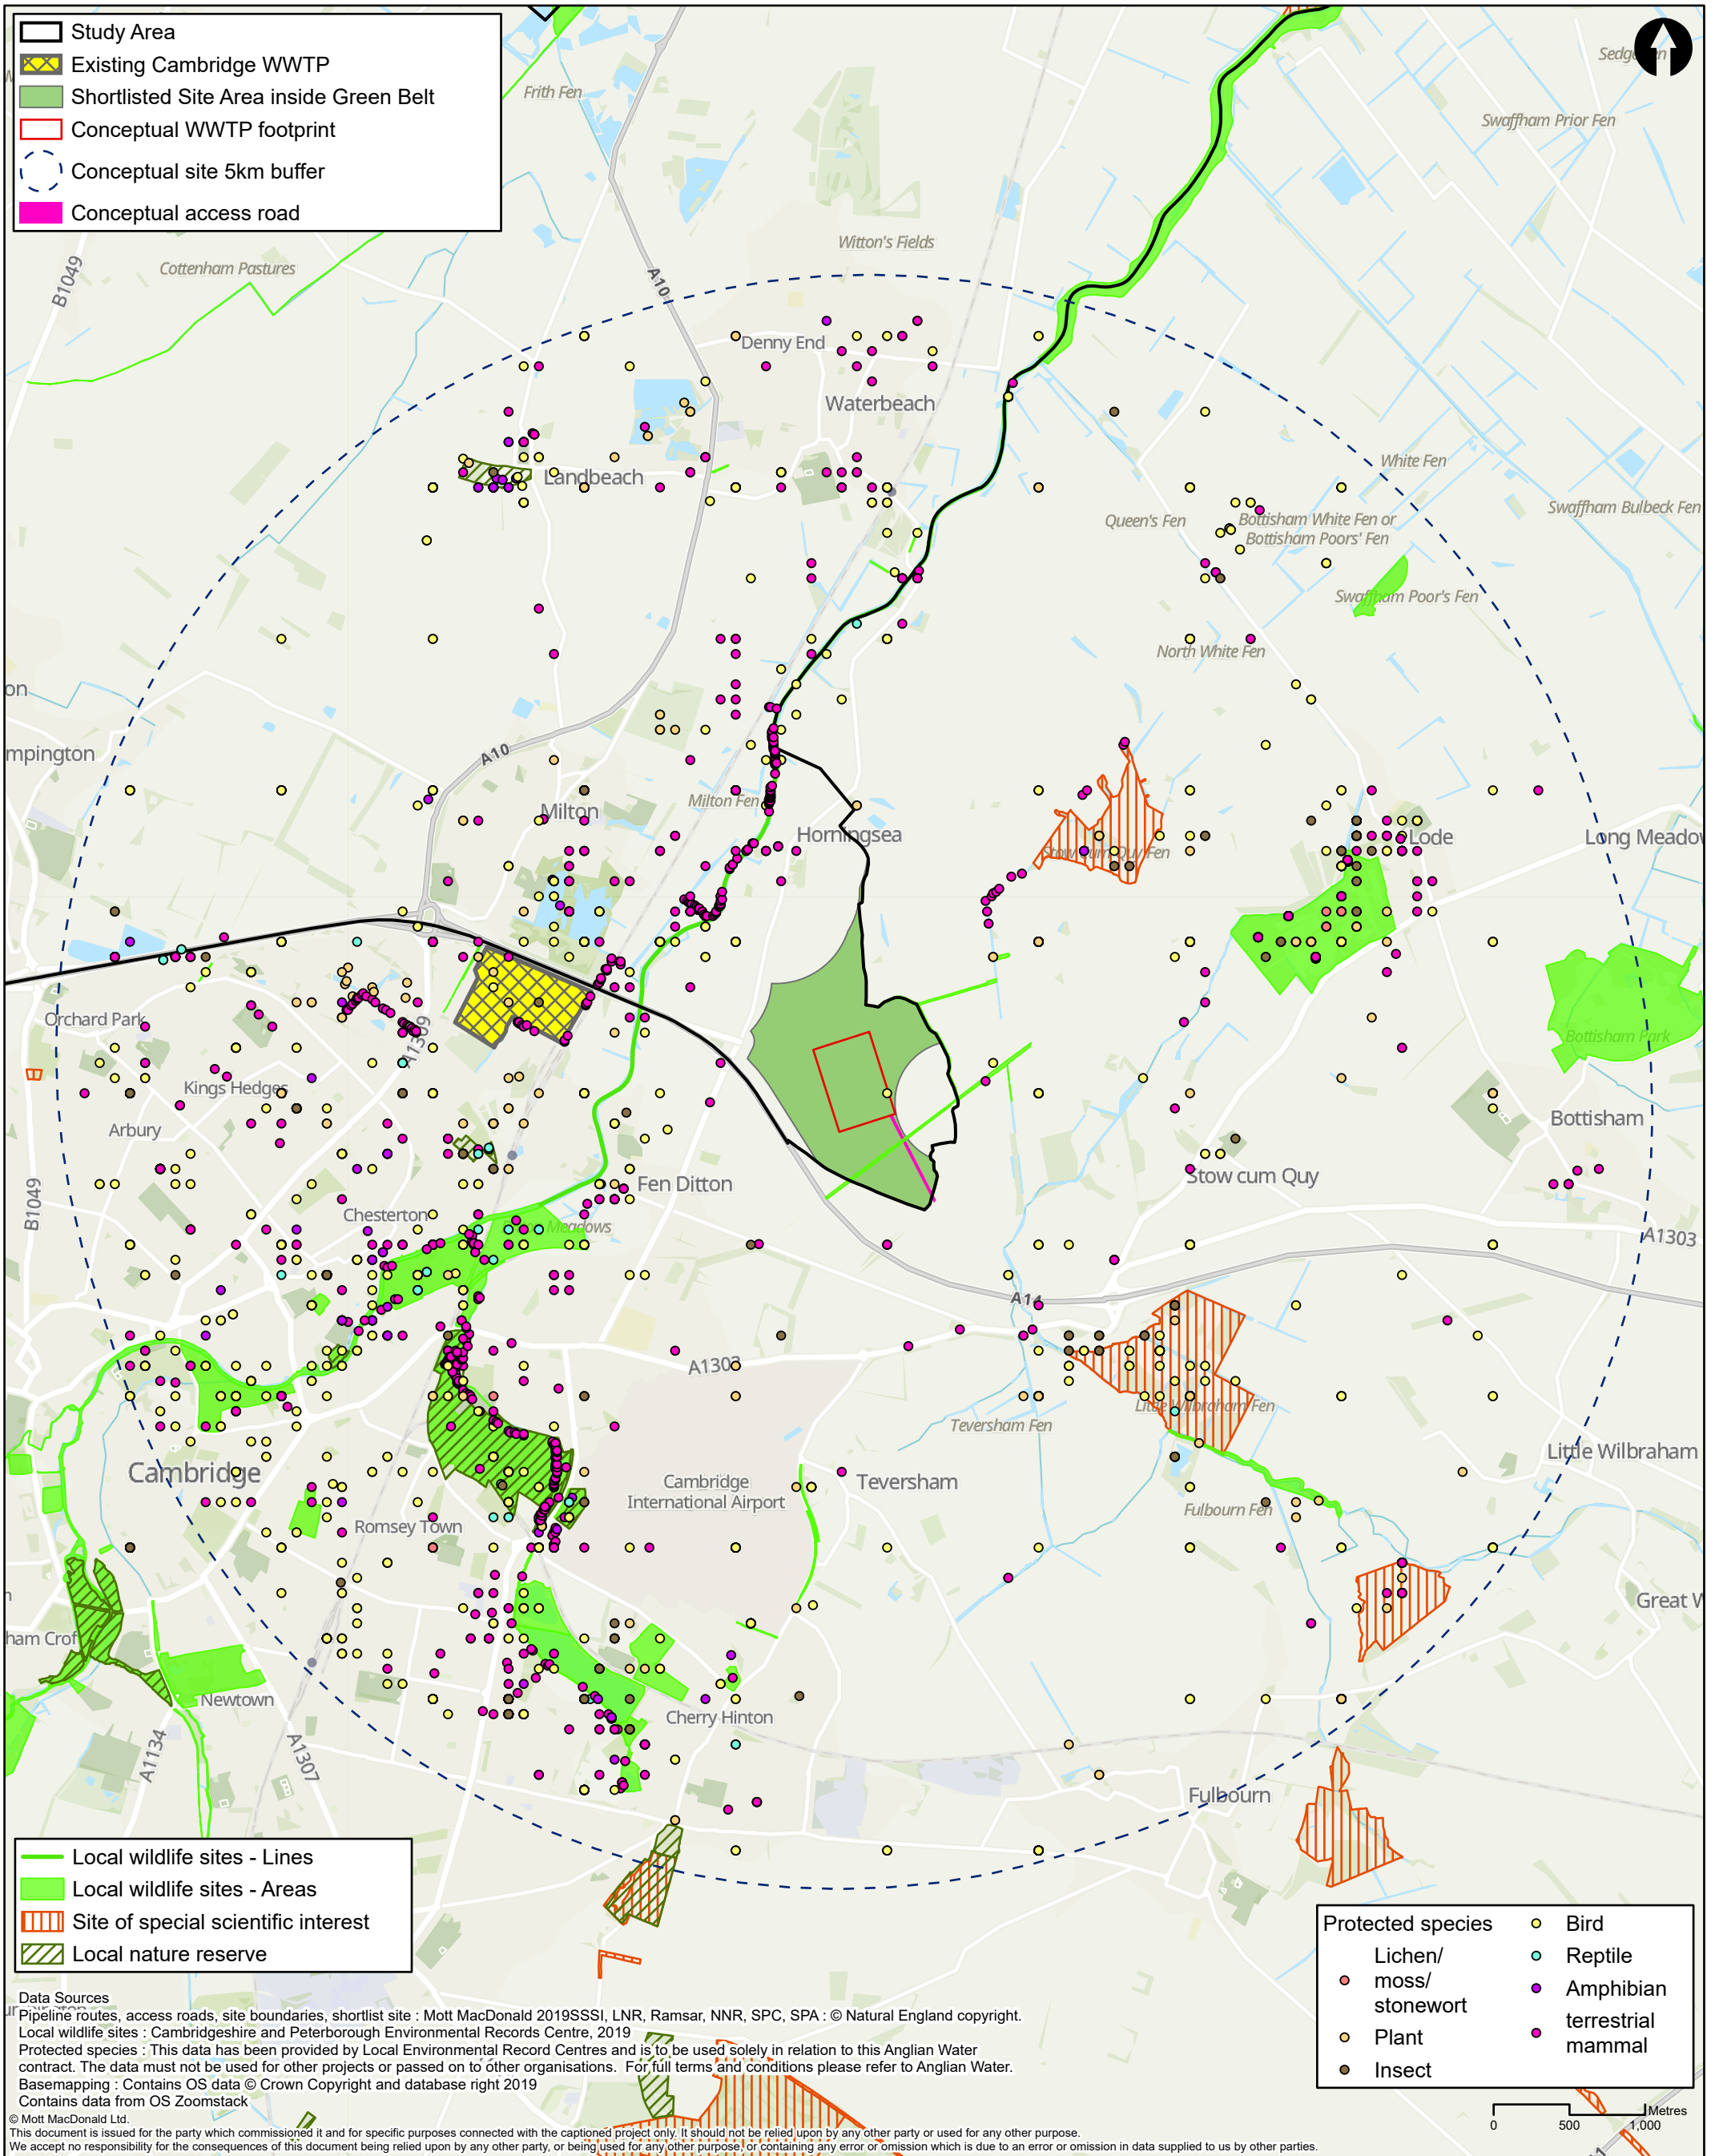 Study Area
Existing Cambridge WWTP
Shortlisted Site Area inside Green Belt
Conceptual WWTP footprint
Conceptual site 5km buffer
Conceptual access road
Frith Fen
Swaffham Prior Fen
Witton's Fields
Cottenham Pastures
B1049
A10
Denny End
Waterbeach
White Fen
Landbeach
Queen's Fen
Bottisham White Fen or
Bottisham Poors' Fen
Swaffham Bulbeck Fen
Swaffham Poor's Fen
North White Fen
on
mpington
A10
Milton
Milton Fen
Horningsea
Stow cum Quy Fen
Lode
Long Meadow
Orchard Park
A1309
Kings Hedges
Bottisham Park
Arbury
Bottisham
B1049
Fen Ditton
Stow cum Quy
Chesterton
Meadows
A1303
A14
A1303
Little Wilbraham Fen
Teversham Fen
Little Wilbraham
Cambridge
Cambridge
International Airport
Teversham
Fulbourn Fen
Romsey Town
Great W
ham Croft
Newtown
Cherry Hinton
A1134
A1307
Fulbourn
Local wildlife sites - Lines
Local wildlife sites - Areas
Site of special scientific interest
Local nature reserve
Protected species
Lichen/
moss/
stonewort
Plant
Insect
Bird
Reptile
Amphibian
terrestrial
mammal
Metres
0 500 1,000
Data Sources
Pipeline routes, access roads, site boundaries, shortlist site : Mott MacDonald 2019SSSI, LNR, Ramsar, NNR, SPC, SPA : © Natural England copyright.
Local wildlife sites : Cambridgeshire and Peterborough Environmental Records Centre, 2019
Protected species : This data has been provided by Local Environmental Record Centres and is to be used solely in relation to this Anglian Water
contract. The data must not be used for other projects or passed on to other organisations. For full terms and conditions please refer to Anglian Water.
Basemapping : Contains OS data © Crown Copyright and database right 2019
Contains data from OS Zoomstack
© Mott MacDonald Ltd.
This document is issued for the party which commissioned it and for specific purposes connected with the captioned project only. It should not be relied upon by any other party or used for any other purpose.
We accept no responsibility for the consequences of this document being relied upon by any other party, or being used for any other purpose, or containing any error or omission which is due to an error or omission in data supplied to us by other parties.